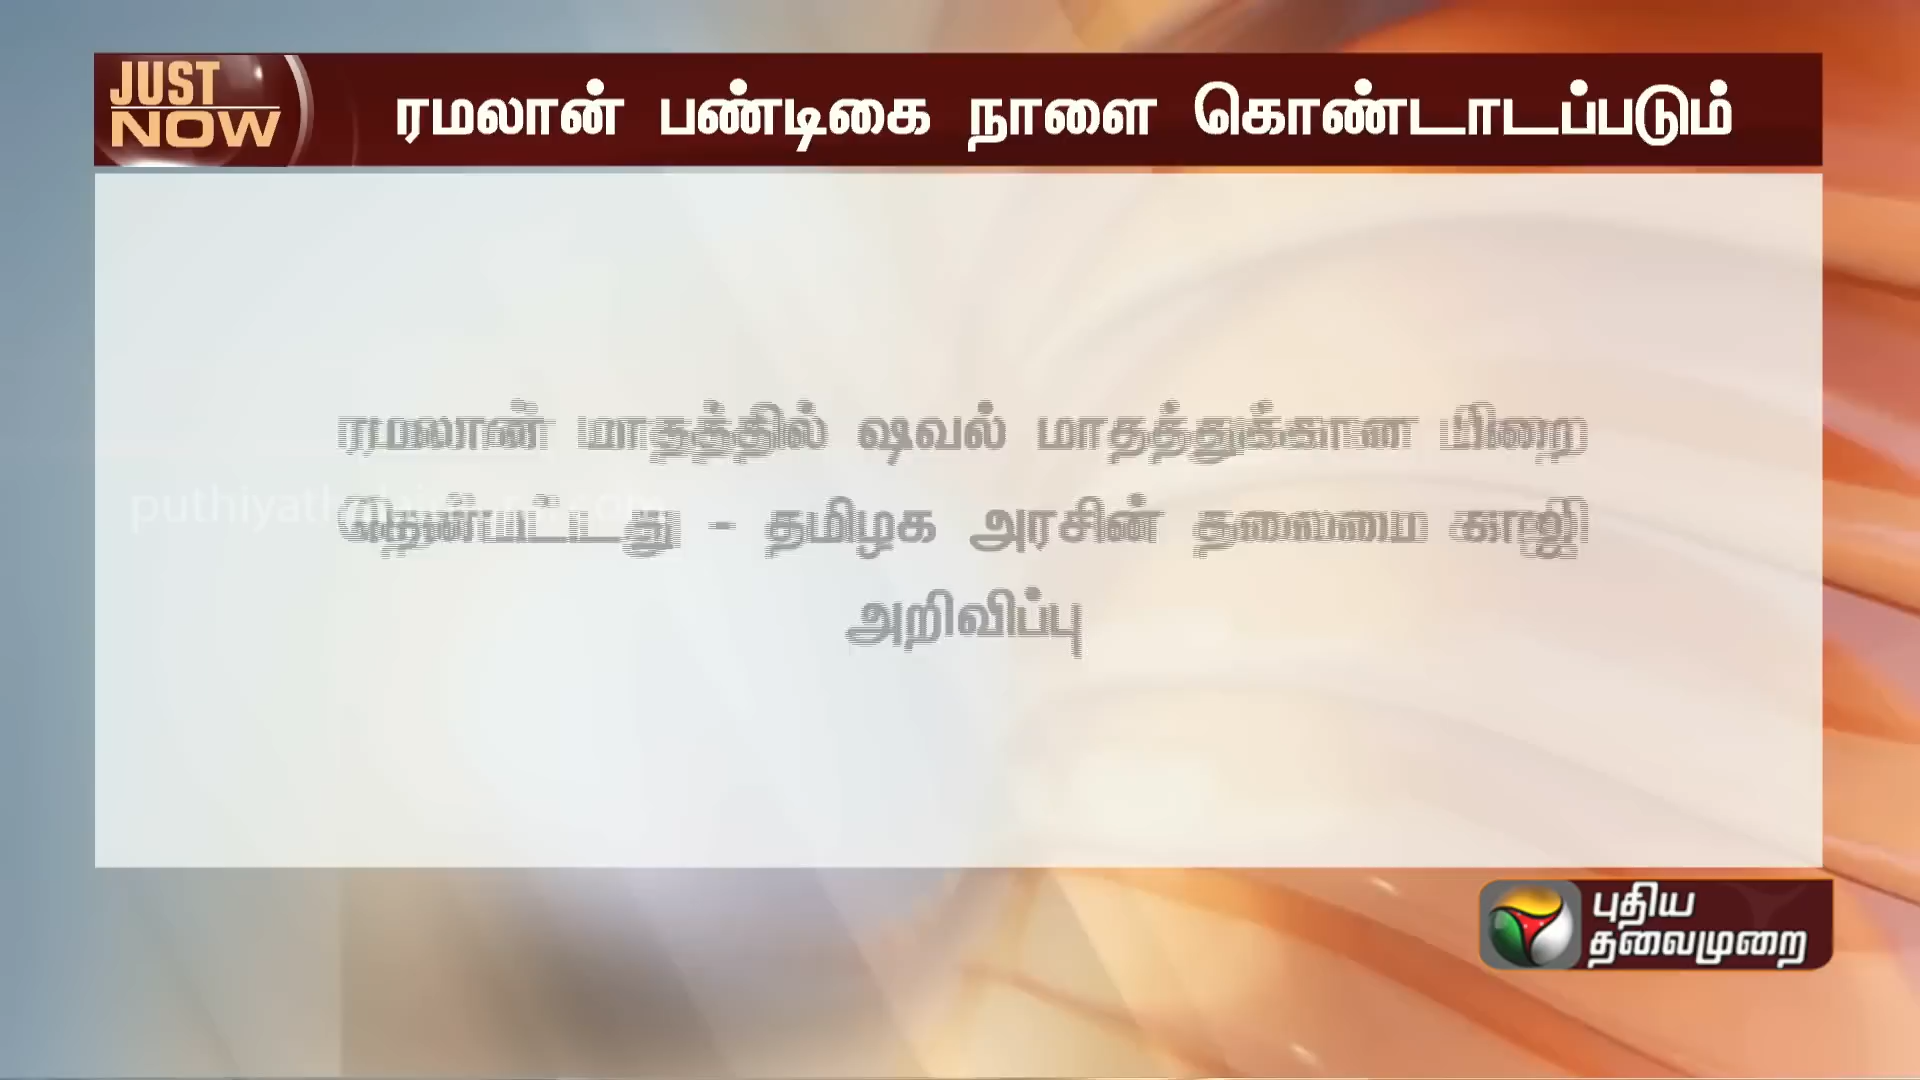 JUST
NOW
ரமலான் பண்டிகை நாளை கொண்டாடப்படும்
ரமலான் மாதத்தில் ஷவல் மாதத்துக்கான பிறை
தென்பட்டது - தமிழக அரசின் தலைமை காஜி
அறிவிப்பு
புதிய
தலைமுறை